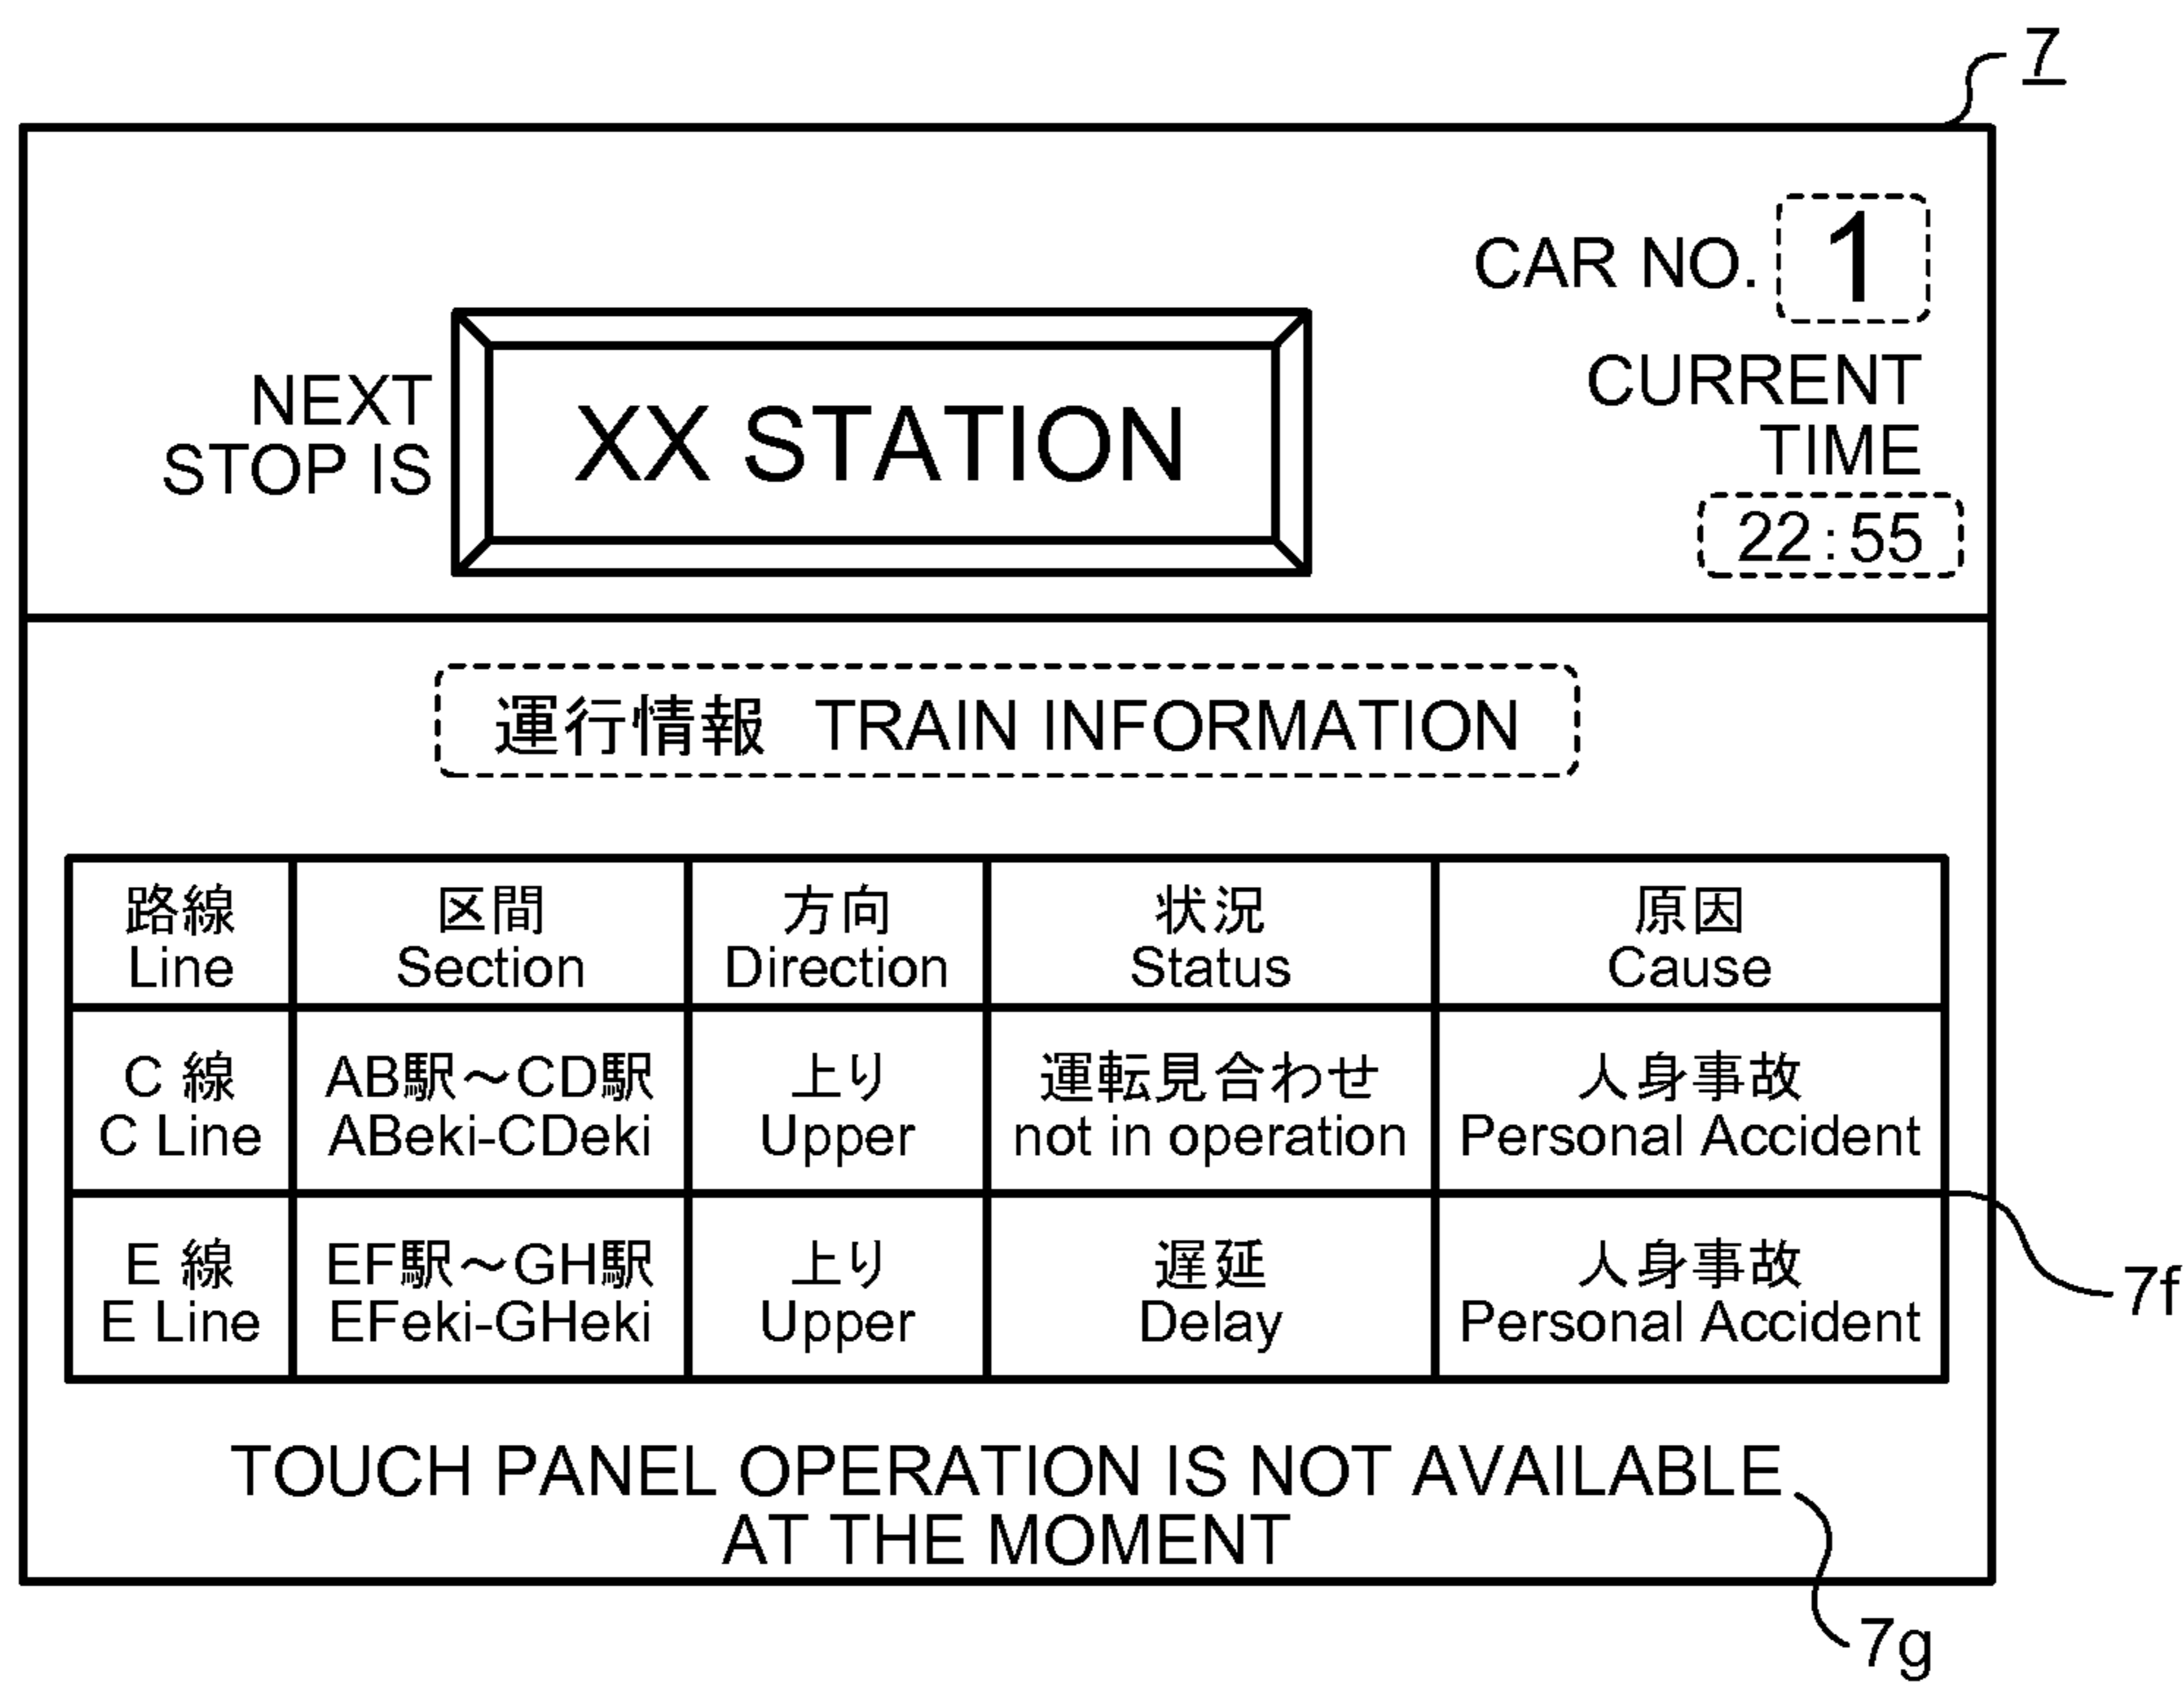 7
CAR NO. 1
NEXT
STOP IS
XX STATION
CURRENT
TIME
22:55
運行情報 TRAIN INFORMATION
路線
Line
区間
Section
方向
Direction
状況
Status
原因
Cause
C 線
C Line
AB駅～CD駅
ABeki-CDeki
上り
Upper
運転見合わせ
not in operation
人身事故
Personal Accident
E 線
E Line
EF駅～GH駅
EFeki-GHeki
上り
Upper
遅延
Delay
人身事故
Personal Accident
7f
TOUCH PANEL OPERATION IS NOT AVAILABLE
AT THE MOMENT
7g